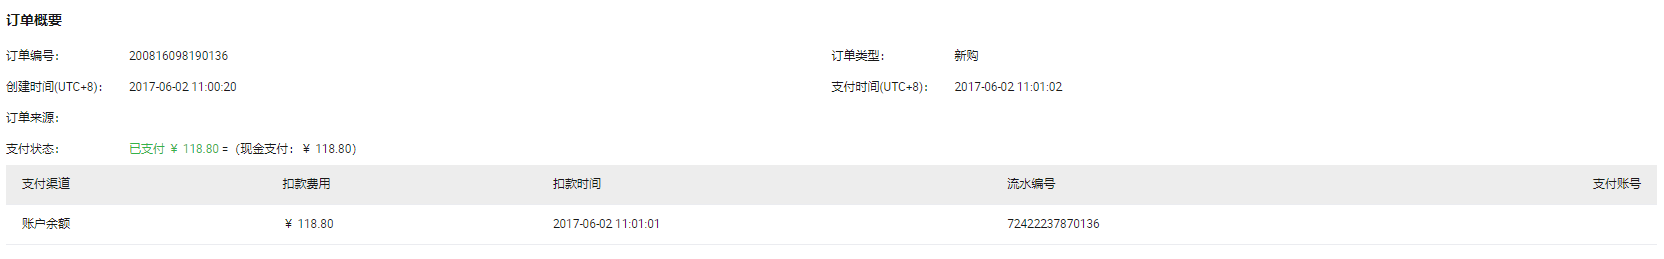 订单概要
订单编号： 200816098190136 订单类型： 新购
创建时间(UTC+8)： 2017-06-02 11:00:20 支付时间(UTC+8)： 2017-06-02 11:01:02
订单来源：
支付状态： 已支付 ￥ 118.80 =（现金支付：￥ 118.80）
支付渠道 扣款费用 扣款时间 流水编号 支付账号
账户余额 ￥ 118.80 2017-06-02 11:01:01 72422237870136